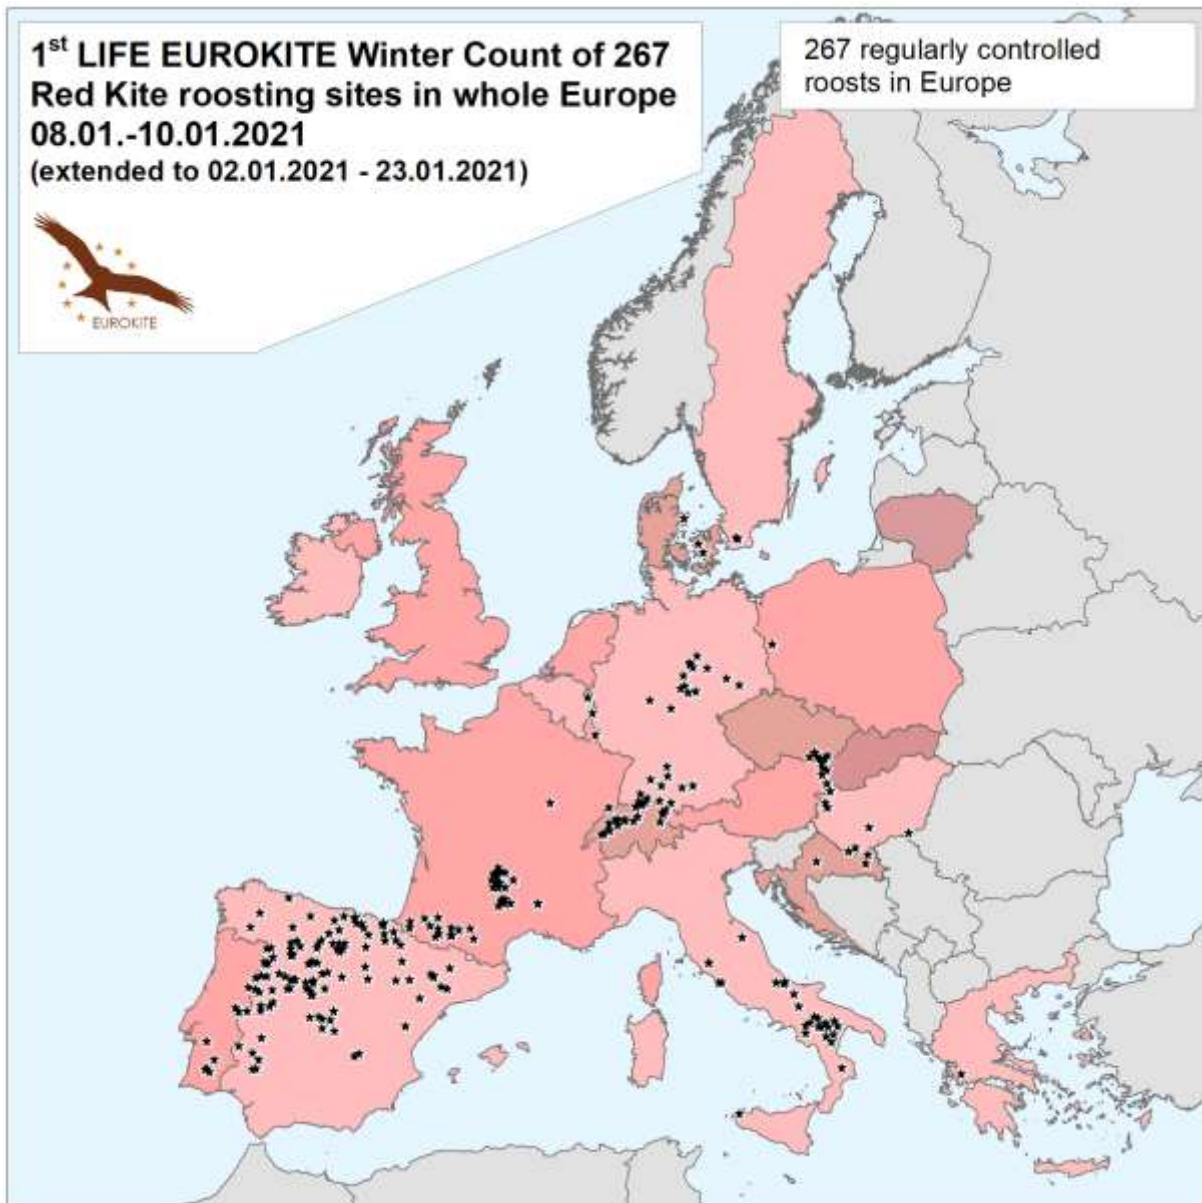 1st LIFE EUROKITE Winter Count of 267
Red Kite roosting sites in whole Europe
08.01.-10.01.2021
(extended to 02.01.2021 - 23.01.2021)
EUROKITE
267 regularly controlled
roosts in Europe